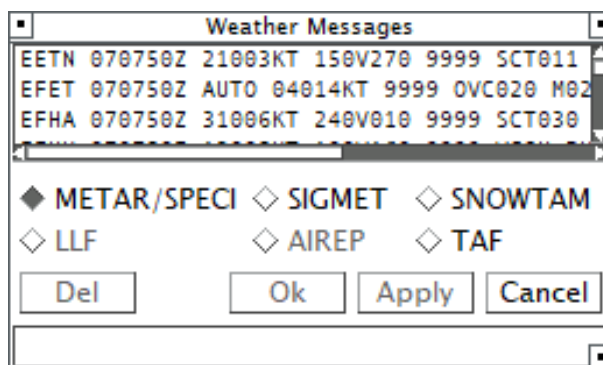 Weather Messages
EETN 070750Z 21003KT 150V270 9999 SCT011
EFET 070750Z AUTO 04014KT 9999 OVC020 M02
EFHA 070750Z 31006KT 240V010 9999 SCT030
METAR/SPECI SIGMET SNOWTAM
LLF AIREP TAF
Del Ok Apply Cancel